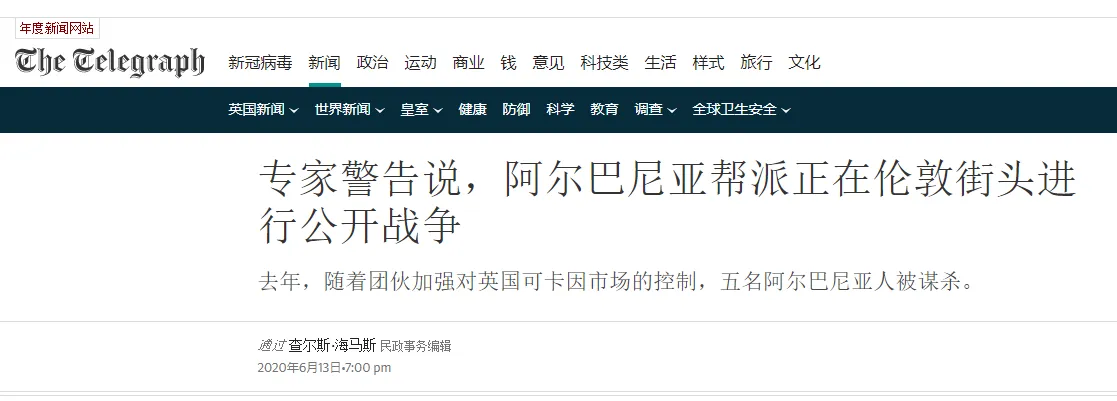 年度新闻网站
The Telegraph 新冠病毒 新闻 政治 运动 商业 钱 意见 科技类 生活 样式 旅行 文化
英国新闻 世界新闻 皇室 健康 防御 科学 教育 调查 全球卫生安全
专家警告说，阿尔巴尼亚帮派正在伦敦街头进
行公开战争
去年，随着团伙加强对英国可卡因市场的控制，五名阿尔巴尼亚人被谋杀。
通过 查尔斯·海马斯 民政事务编辑
2020年6月13日•7:00 pm